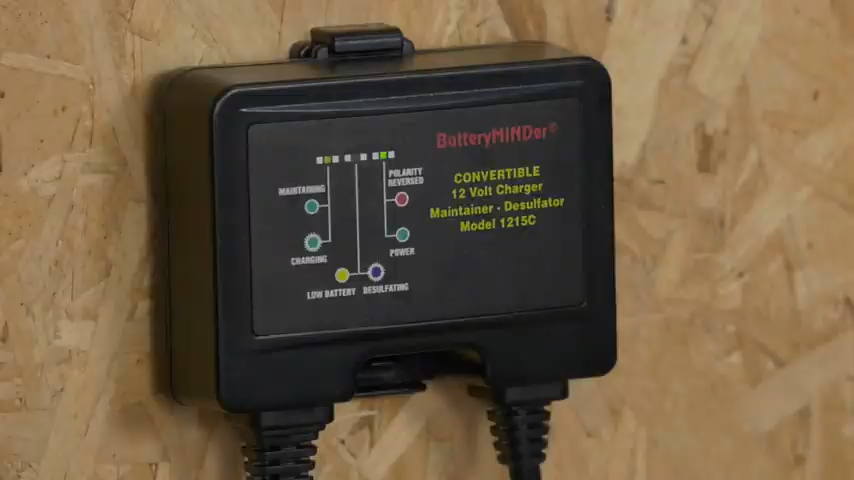 BatteryMINDer®
CONVERTIBLE
12 Volt Charger
Maintainer - Desulfator
Model 1215C
MAINTAINING
POLARITY
REVERSED
CHARGING
POWER
LOW BATTERY
DESULFATING